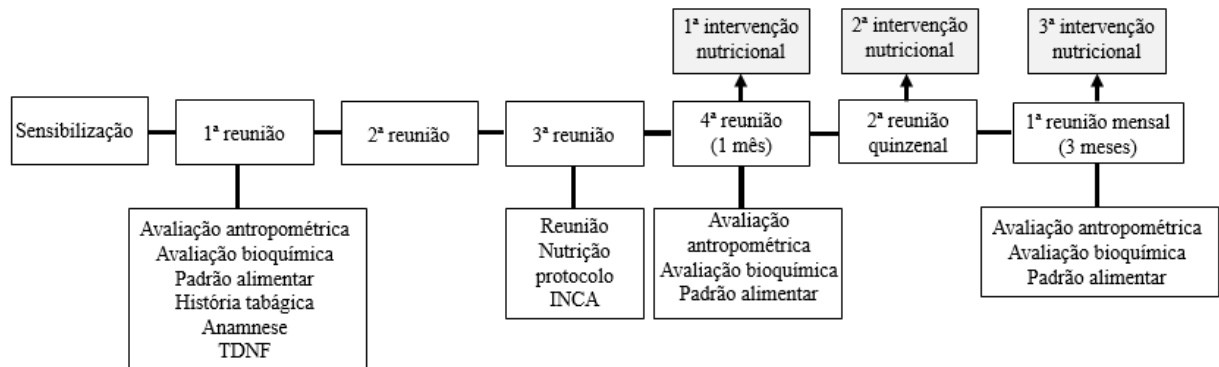 1ª intervenção
nutricional
2ª intervenção
nutricional
3ª intervenção
nutricional
Sensibilização
1ª reunião
2ª reunião
3ª reunião
4ª reunião
(1 mês)
2ª reunião
quinzenal
1ª reunião mensal
(3 meses)
Avaliação antropométrica
Avaliação bioquímica
Padrão alimentar
História tabágica
Anamnese
TDNF
Reunião
Nutrição
protocolo
INCA
Avaliação
antropométrica
Avaliação bioquímica
Padrão alimentar
Avaliação antropométrica
Avaliação bioquímica
Padrão alimentar